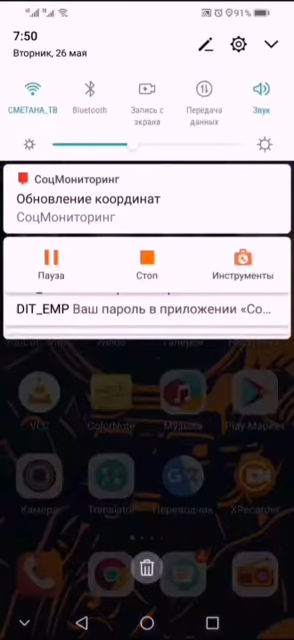 91%
7:50
Вторник, 26 мая
СМЕТАНА_ТВ
Bluetooth
Запись с
экрана
Передача
данных
Звук
СоцМониторинг
Обновление координат
СоцМониторинг
Пауза
Стоп
Инструменты
DIT_EMP Ваш пароль в приложении «Со...
VLC
ColorNote
Музыка
Play Маркет
Камера
Translator
Переводчик
XRecorder